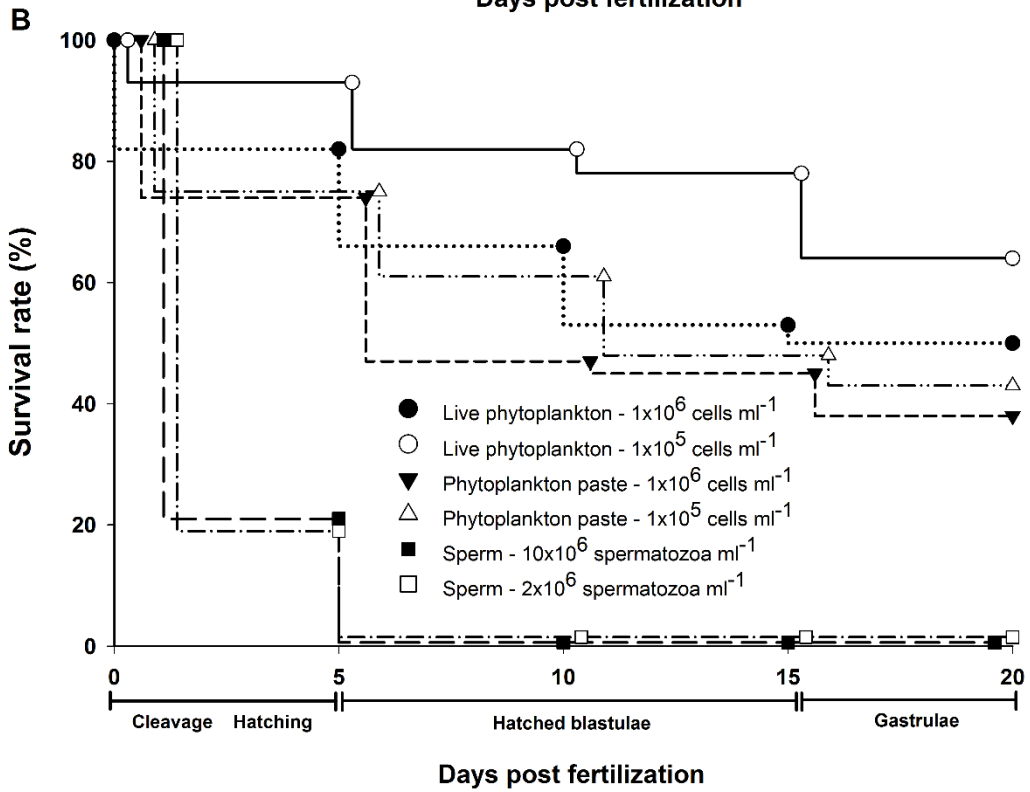 Days post fertilization
B
Survival rate (%)
100
80
60
40
20
0
Live phytoplankton - 1x10⁶ cells ml⁻¹
Live phytoplankton - 1x10⁵ cells ml⁻¹
Phytoplankton paste - 1x10⁶ cells ml⁻¹
Phytoplankton paste - 1x10⁵ cells ml⁻¹
Sperm - 10x10⁶ spermatozoa ml⁻¹
Sperm - 2x10⁶ spermatozoa ml⁻¹
0 5 10 15 20
Cleavage Hatching Hatched blastulae Gastrulae
Days post fertilization